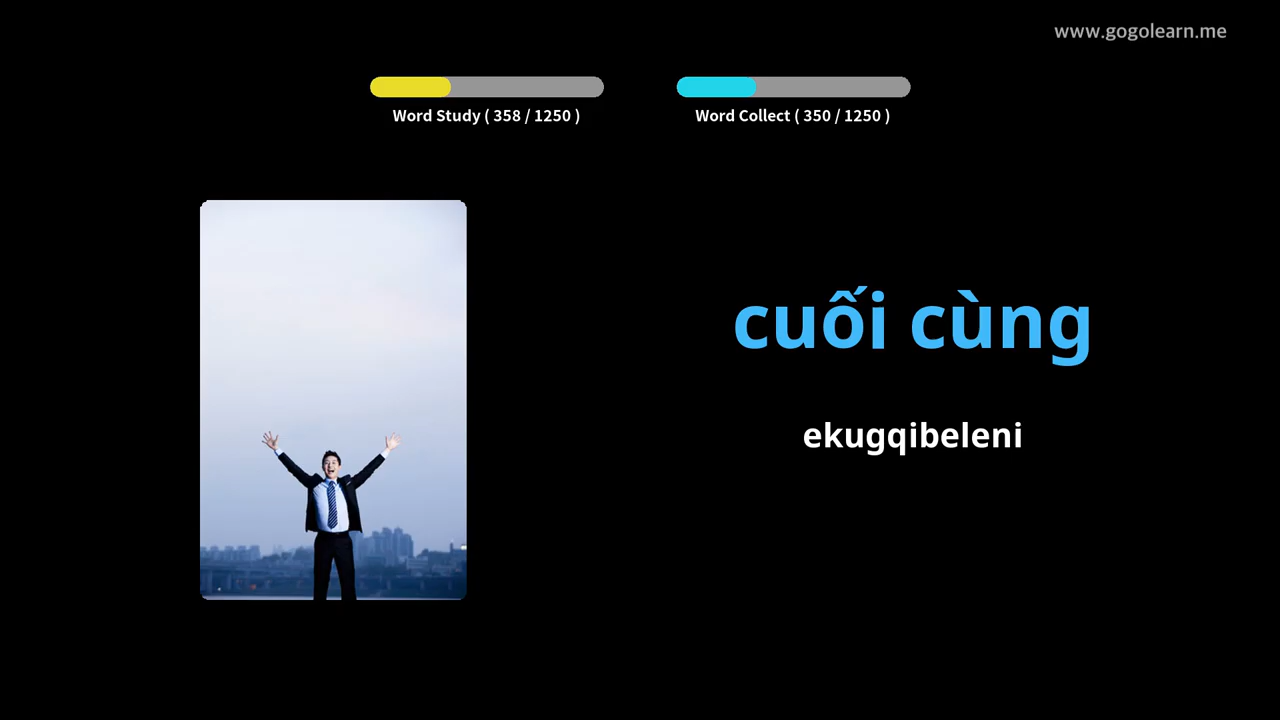 www.gogolearn.me
Word Study ( 358 / 1250 )
Word Collect ( 350 / 1250 )
cuối cùng
ekugqibeleni